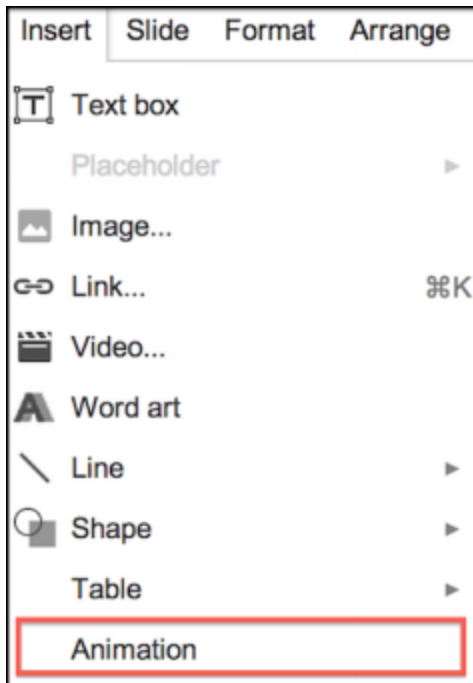 Insert Slide Format Arrange
Text box
Placeholder ►
Image...
Link... ⌘K
Video...
Word art
Line ►
Shape ►
Table ►
Animation